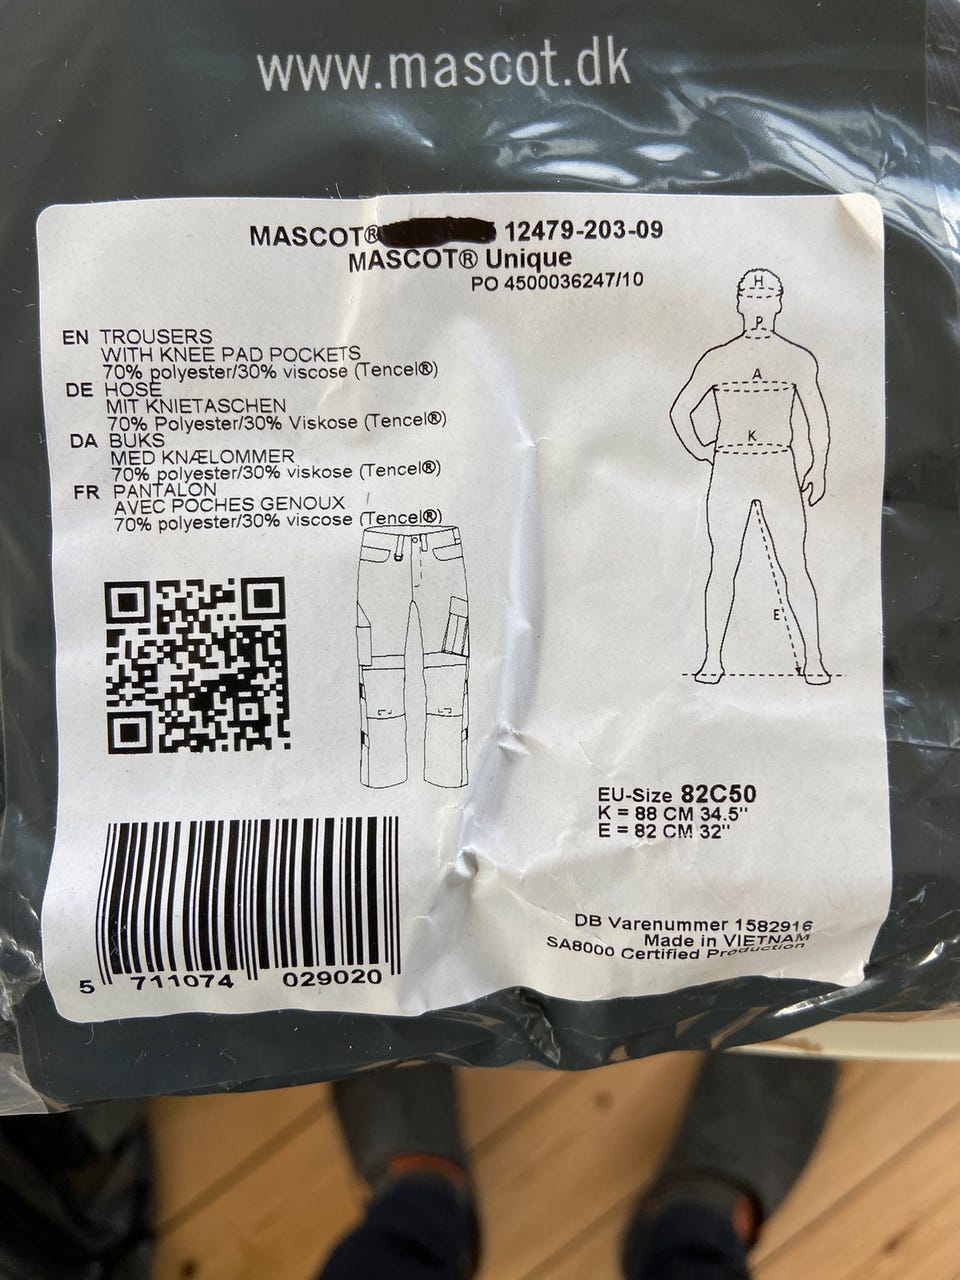 www.mascot.dk
MASCOT® 12479-203-09
MASCOT® Unique
PO 4500036247/10
EN TROUSERS
WITH KNEE PAD POCKETS
70% polyester/30% viscose (Tencel®)
DE HOSE
MIT KNIETASCHEN
70% Polyester/30% Viskose (Tencel®)
DA BUKS
MED KNÆLOMMER
70% polyester/30% viskose (Tencel®)
FR PANTALON
AVEC POCHES GENOUX
70% polyester/30% viscose (Tencel®)
H
P
A
K
E
EU-Size 82C50
K = 88 CM 34.5"
E = 82 CM 32"
DB Varenummer 1582916
Made in VIETNAM
SA8000 Certified Production
5 711074 029020